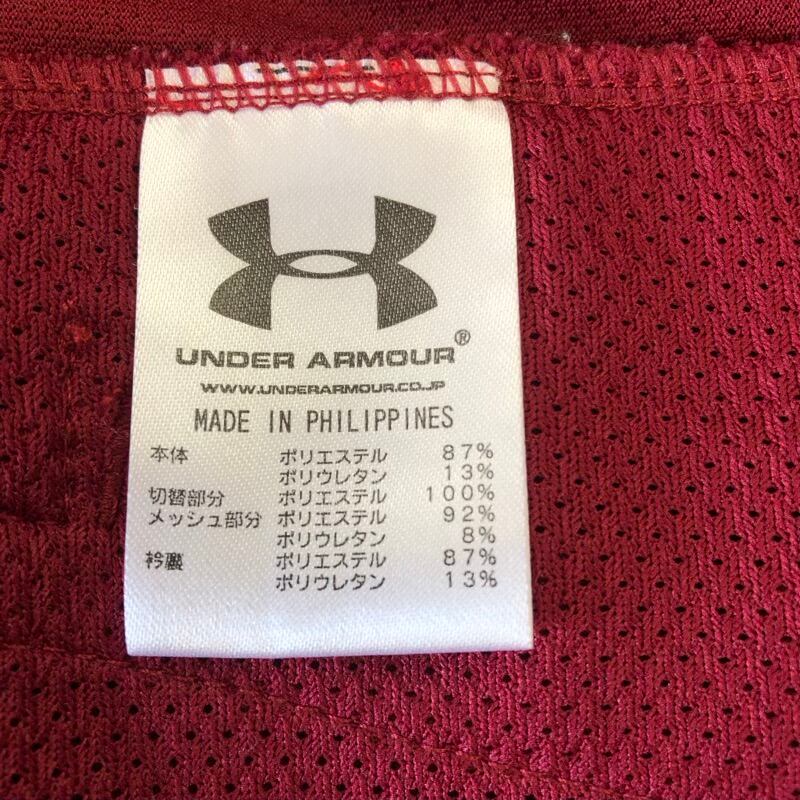 UNDER ARMOUR®
WWW.UNDERARMOUR.CO.JP
MADE IN PHILIPPINES
本体 ポリエステル 87%
ポリウレタン 13%
切替部分 ポリエステル 100%
メッシュ部分 ポリエステル 92%
ポリウレタン 8%
衿裏 ポリエステル 87%
ポリウレタン 13%